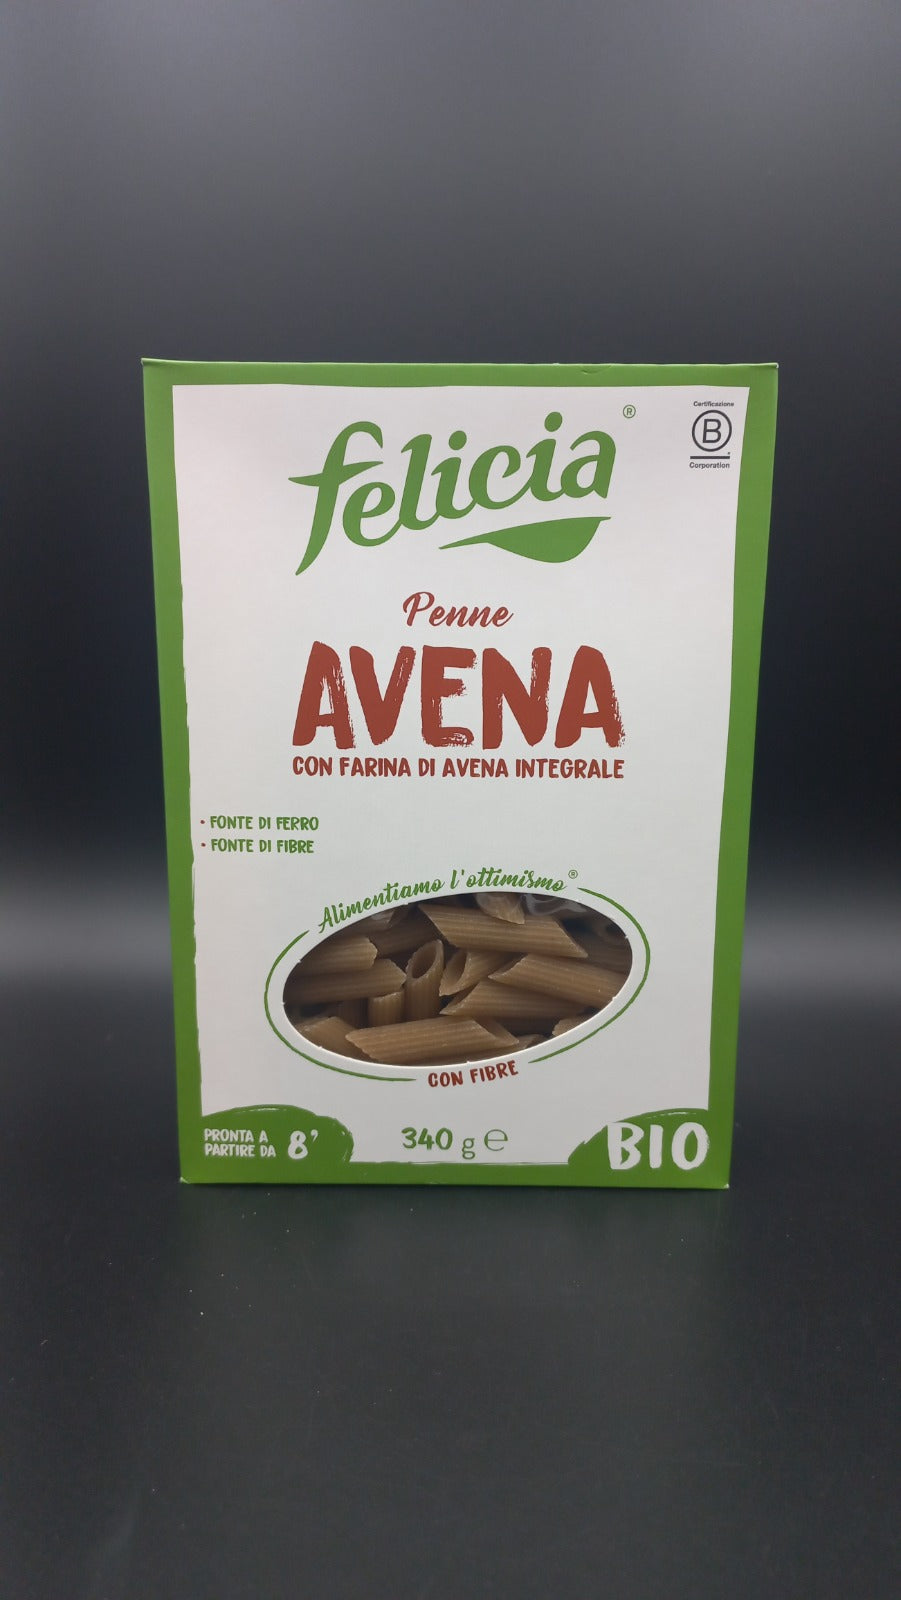 felicia®
Certificazione
B
Corporation
Penne
AVENA
CON FARINA DI AVENA INTEGRALE
• FONTE DI FERRO
• FONTE DI FIBRE
Alimentiamo l'ottimismo®
CON FIBRE
PRONTA A
PARTIRE DA 8'
340 g ℮
BIO